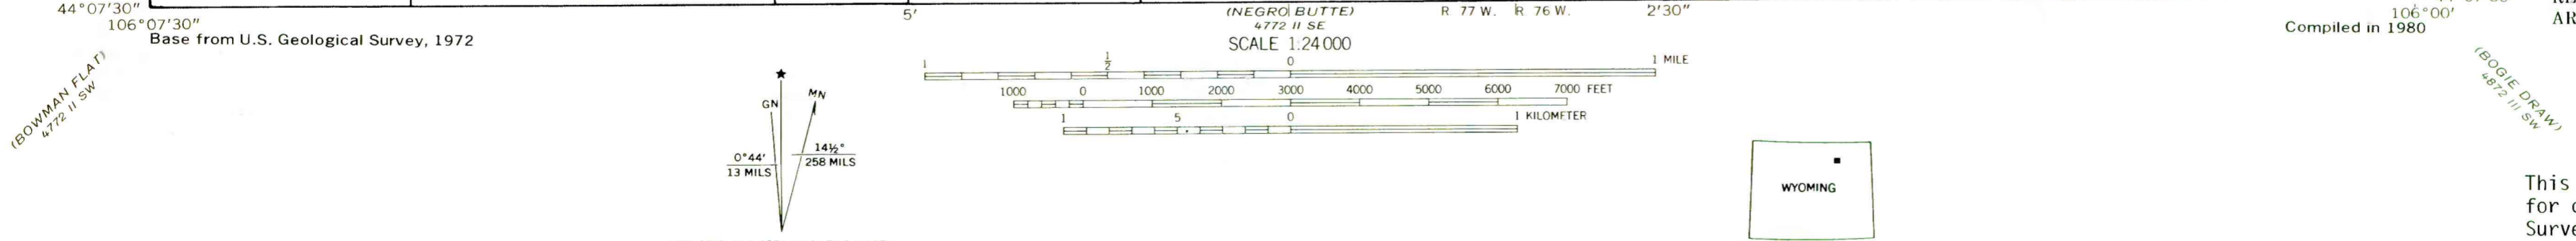 44°07'30"
106°07'30"
5'
(NEGRO BUTTE)
4772 II SE
R. 77 W.
R. 76 W.
2'30"
106°00'
Base from U.S. Geological Survey, 1972
SCALE 1:24 000
Compiled in 1980
(BOWMAN FLAT)
4772 II SW
(BOGIE DRAW)
4872 III SW
1 ½ 0 1 MILE
1000 0 1000 2000 3000 4000 5000 6000 7000 FEET
1 .5 0 1 KILOMETER
★
GN
MN
0°44'
13 MILS
14½°
258 MILS
WYOMING
AR
This
for
Surve